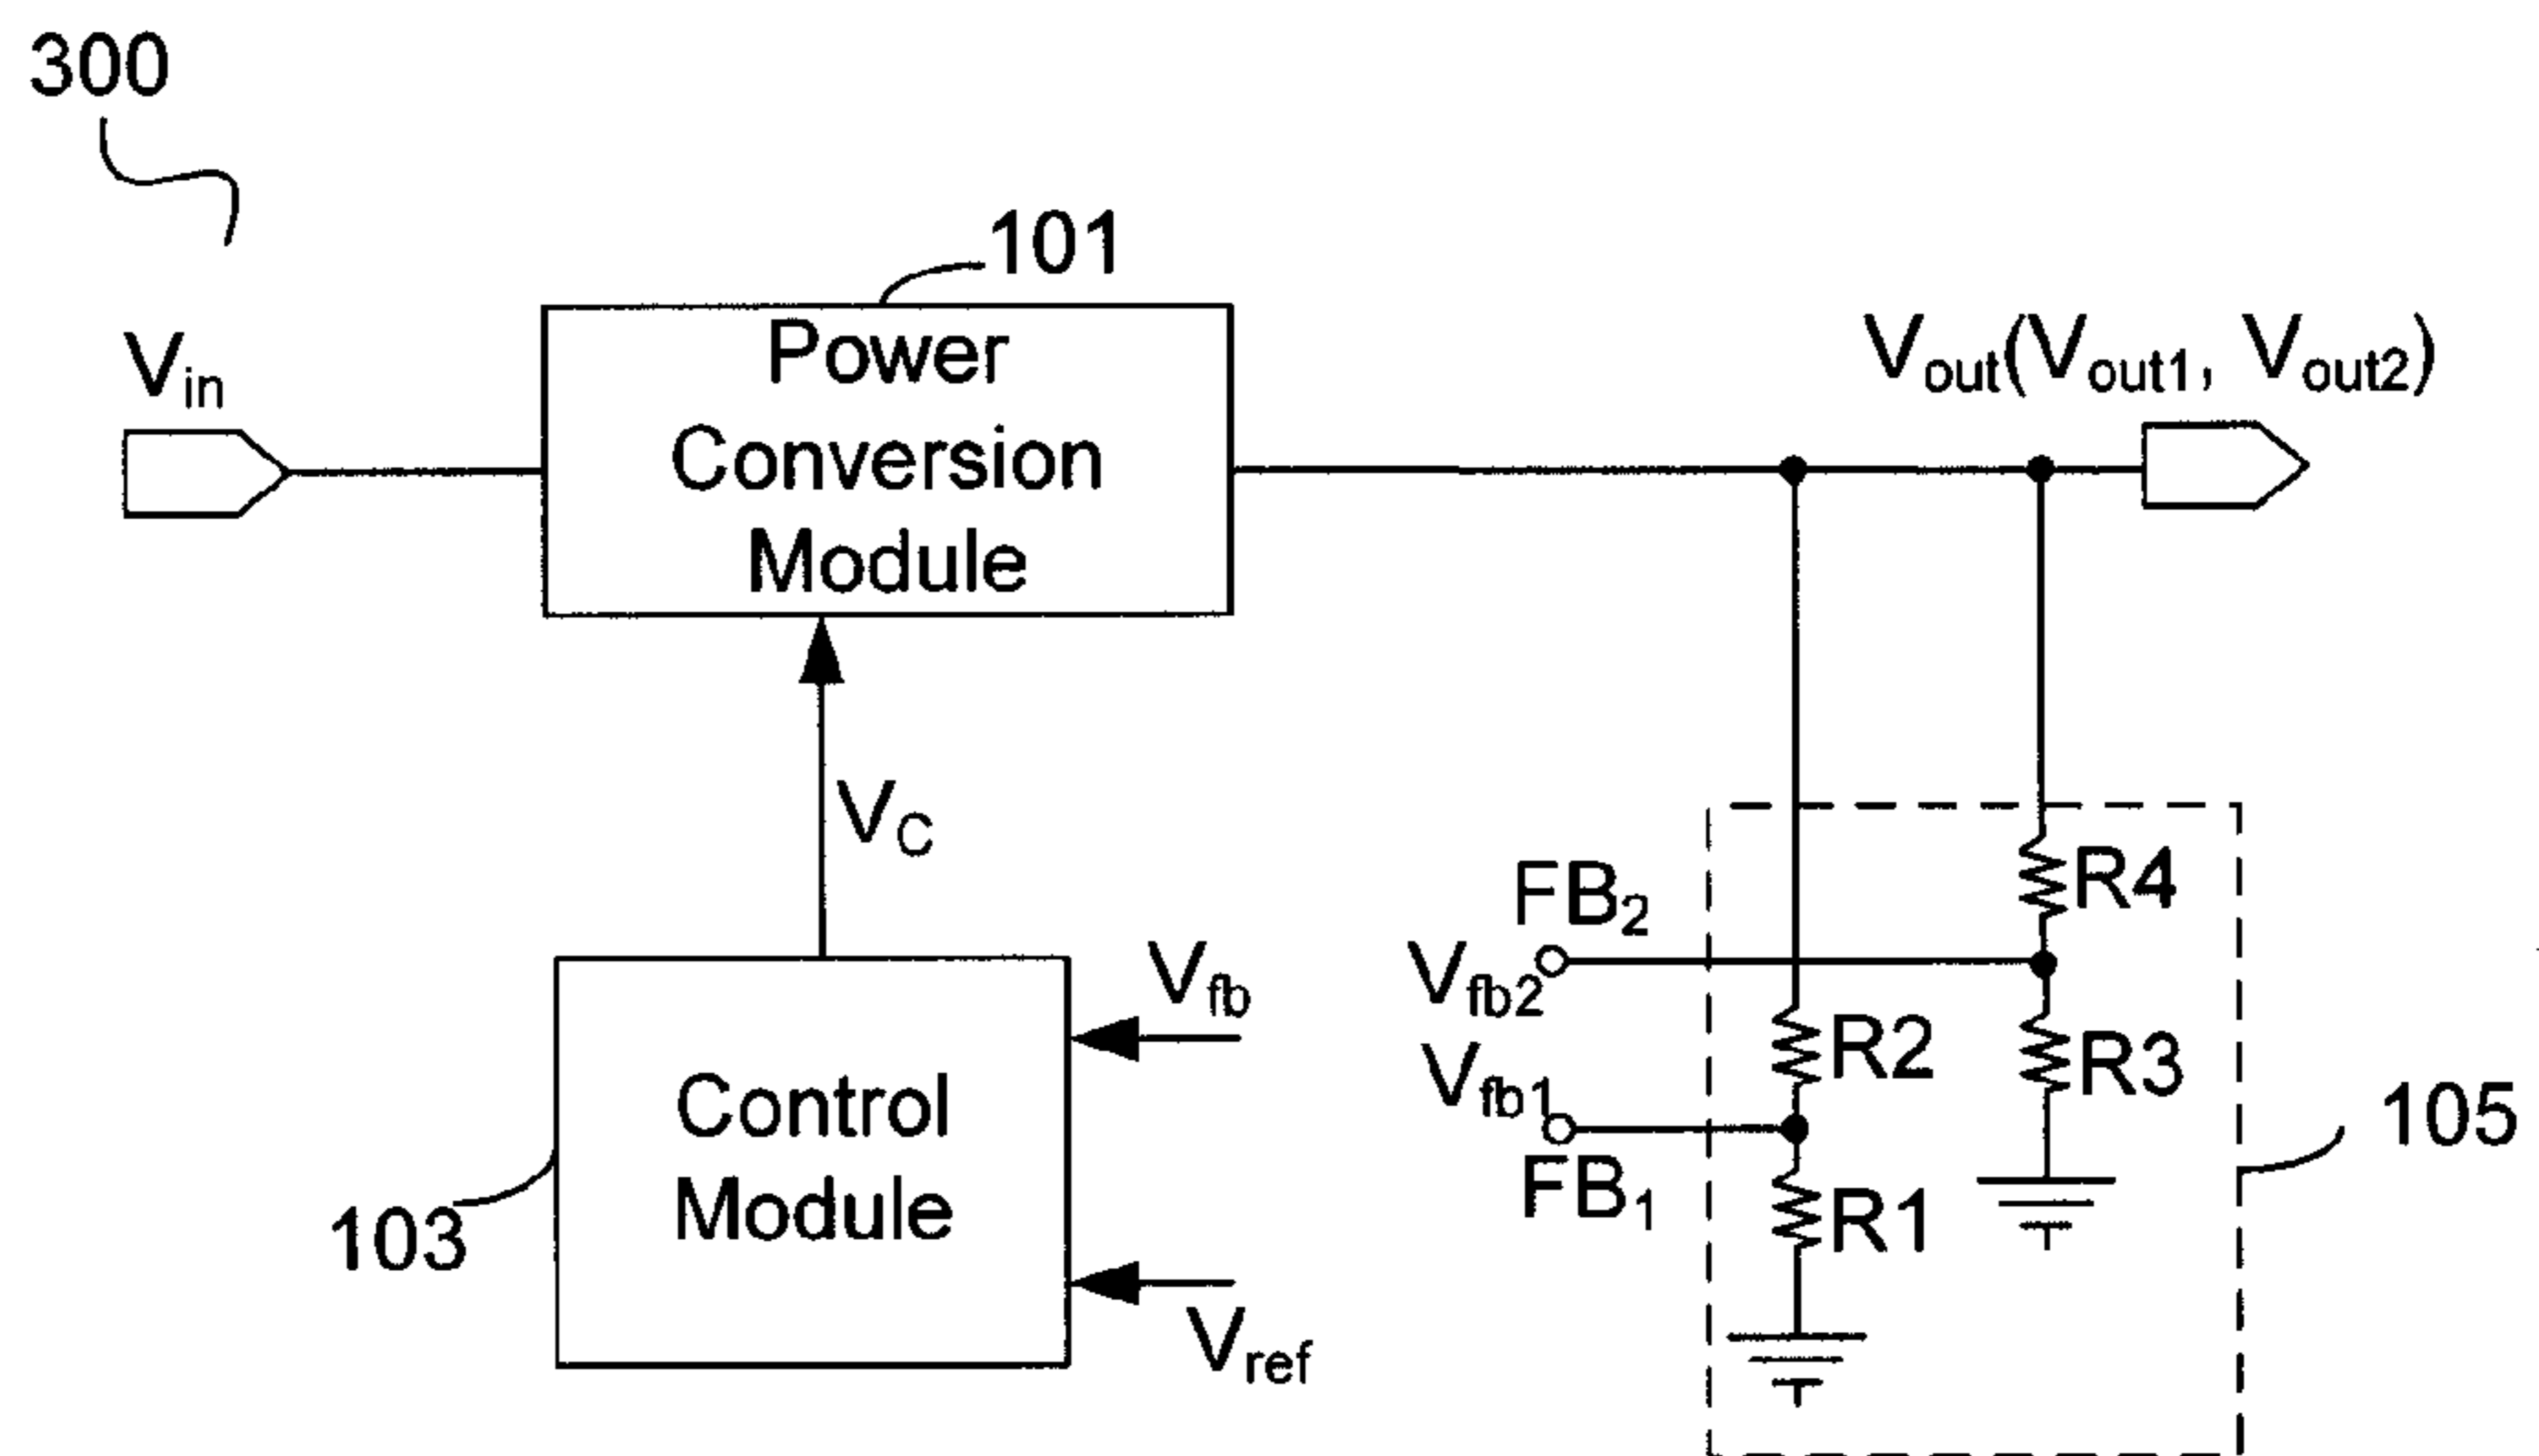 300
101
Power
Conversion
Module
Vin
Vout(Vout1, Vout2)
VC
Control
Module
103
Vfb
Vref
FB2
Vfb2
Vfb1
FB1
R4
R3
R2
R1
105